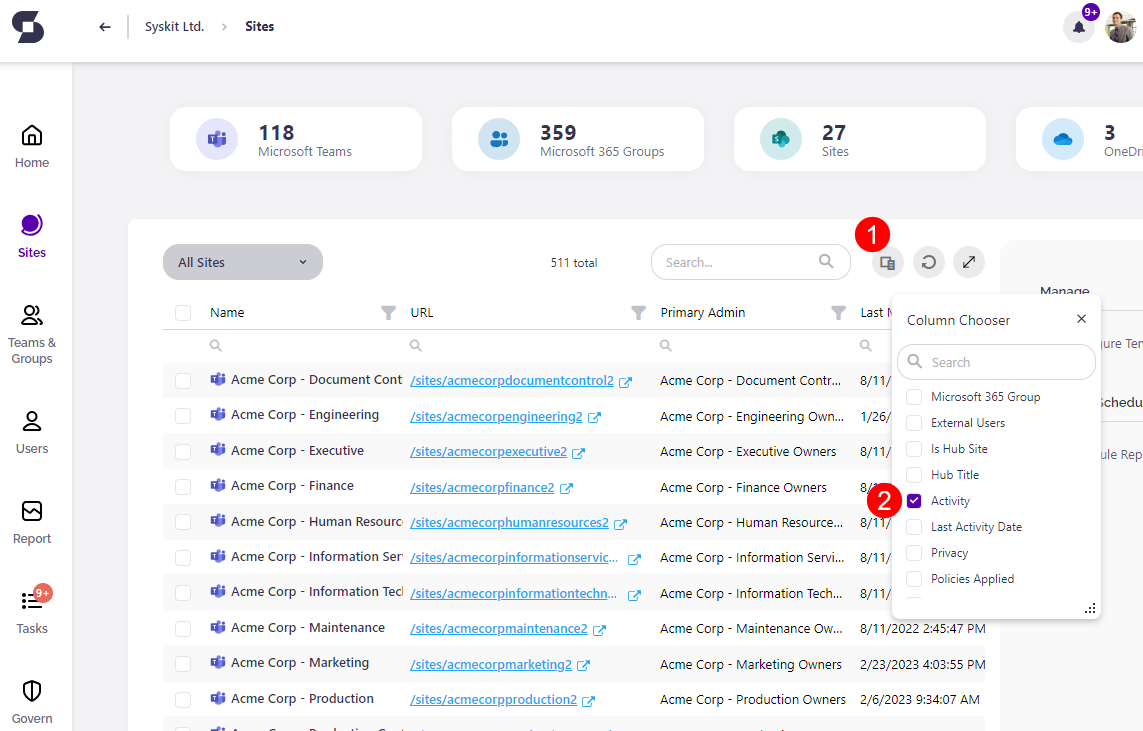 Syskit Ltd. > Sites
9+
118
Microsoft Teams
359
Microsoft 365 Groups
27
Sites
3
OneDri
Home
Sites
Teams &
Groups
Users
Report
9+
Tasks
Govern
All Sites
511 total
Search...
1
Manage
Name URL Primary Admin Last M
Acme Corp - Document Cont /sites/acmecorpdocumentcontrol2 Acme Corp - Document Contr... 8/11/
Acme Corp - Engineering /sites/acmecorpengineering2 Acme Corp - Engineering Own... 1/26/
Acme Corp - Executive /sites/acmecorpexecutive2 Acme Corp - Executive Owners 8/11/
Acme Corp - Finance /sites/acmecorpfinance2 Acme Corp - Finance Owners 8/
Acme Corp - Human Resourc /sites/acmecorphumanresources2 Acme Corp - Human Resource... 8/11/
Acme Corp - Information Ser /sites/acmecorpinformationservic... Acme Corp - Information Servi... 8/11/
Acme Corp - Information Tecl /sites/acmecorpinformationtechn... Acme Corp - Information Tech... 8/11/
Acme Corp - Maintenance /sites/acmecorpmaintenance2 Acme Corp - Maintenance Ow... 8/11/2022 2:45:47 PM
Acme Corp - Marketing /sites/acmecorpmarketing2 Acme Corp - Marketing Owners 2/23/2023 4:03:55 PM
Acme Corp - Production /sites/acmecorpproduction2 Acme Corp - Production Owners 2/6/2023 9:34:07 AM
Column Chooser
Search
Microsoft 365 Group
External Users
Is Hub Site
Hub Title
2
Activity
Last Activity Date
Privacy
Policies Applied
gure Ten
Schedu
ule Rep